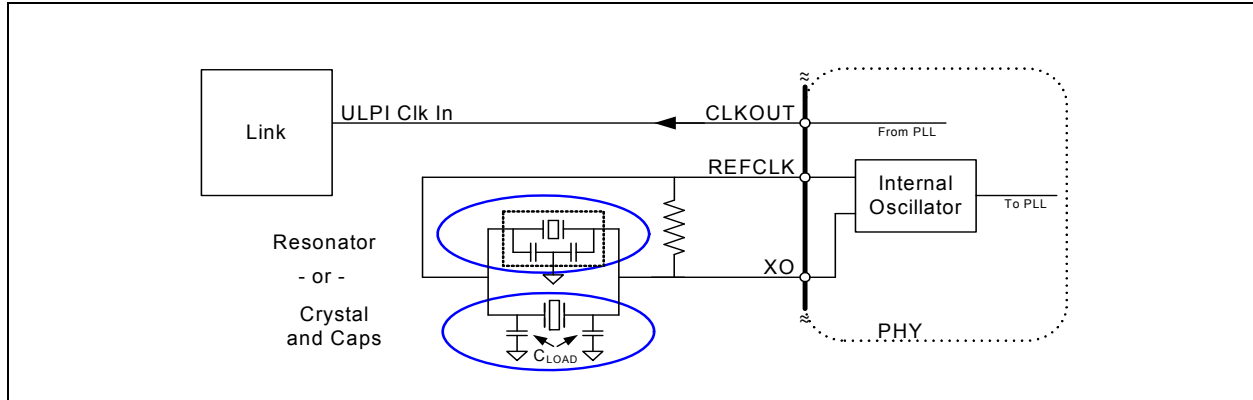 Link
ULPI Clk In
CLKOUT
From PLL
REFCLK
Internal
Oscillator
To PLL
Resonator
- or -
Crystal
and Caps
XO
CLOAD
PHY